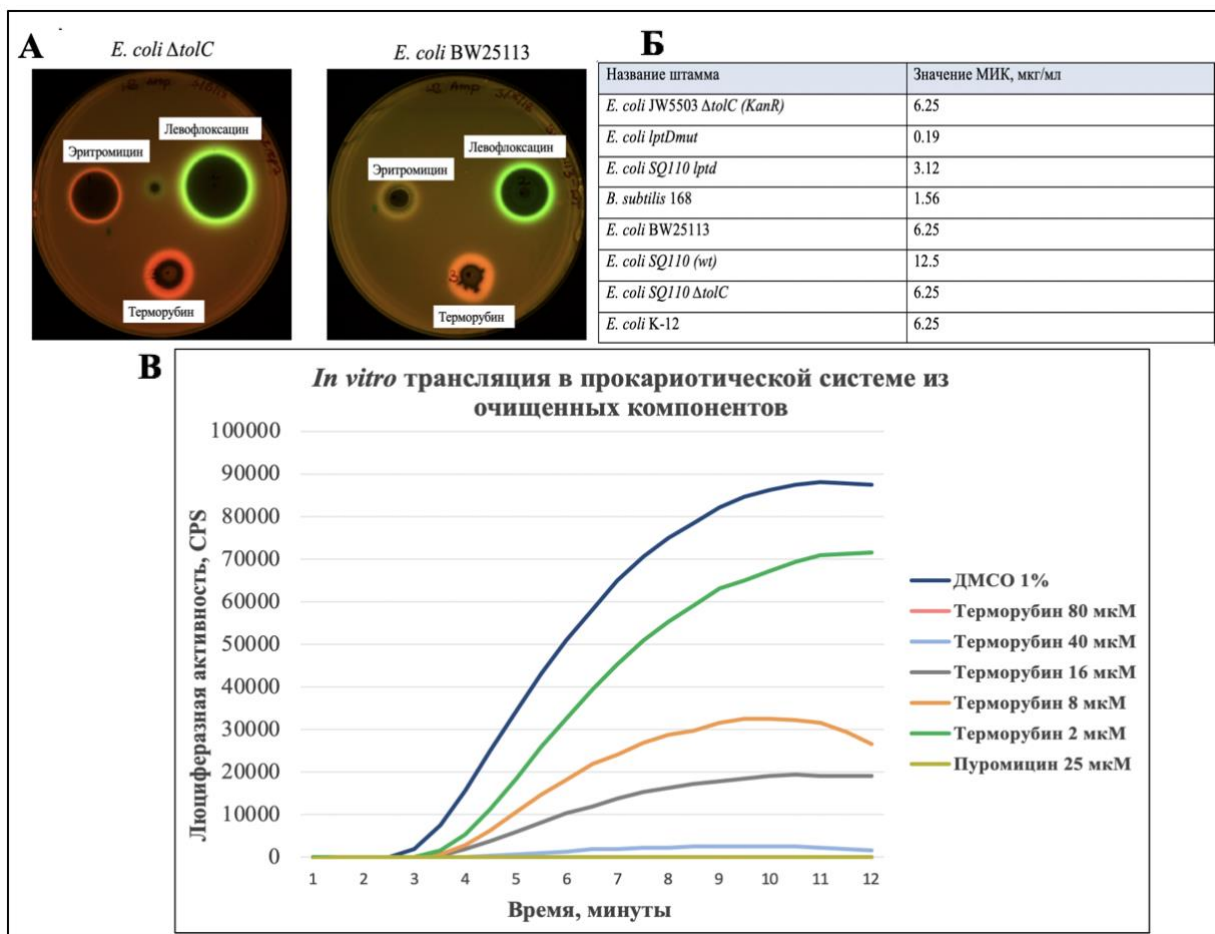 А
E. coli ΔtolC
E. coli BW25113
Эритромицин
Левофлоксацин
Терморубин
Эритромицин
Левофлоксацин
Терморубин
Б
Название штамма Значение МИК, мкг/мл
E. coli JW5503 ΔtolC (KanR) 6.25
E. coli lptDmut 0.19
E. coli SQ110 lptd 3.12
B. subtilis 168 1.56
E. coli BW25113 6.25
E. coli SQ110 (wt) 12.5
E. coli SQ110 ΔtolC 6.25
E. coli K-12 6.25
В
In vitro трансляция в прокариотической системе из
очищенных компонентов
Люциферазная активность, CPS
100000
90000
80000
70000
60000
50000
40000
30000
20000
10000
0
1 2 3 4 5 6 7 8 9 10 11 12
Время, минуты
ДМСО 1%
Терморубин 80 мкМ
Терморубин 40 мкМ
Терморубин 16 мкМ
Терморубин 8 мкМ
Терморубин 2 мкМ
Пуромицин 25 мкМ